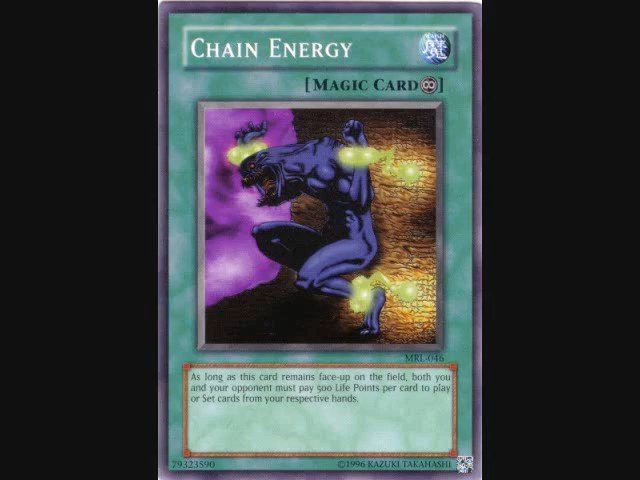 CHAIN ENERGY
魔
[MAGIC CARD∞]
MRL-046
As long as this card remains face-up on the field, both you
and your opponent must pay 500 Life Points per card to play
or Set cards from your respective hands.
79323590
©1996 KAZUKI TAKAHASHI